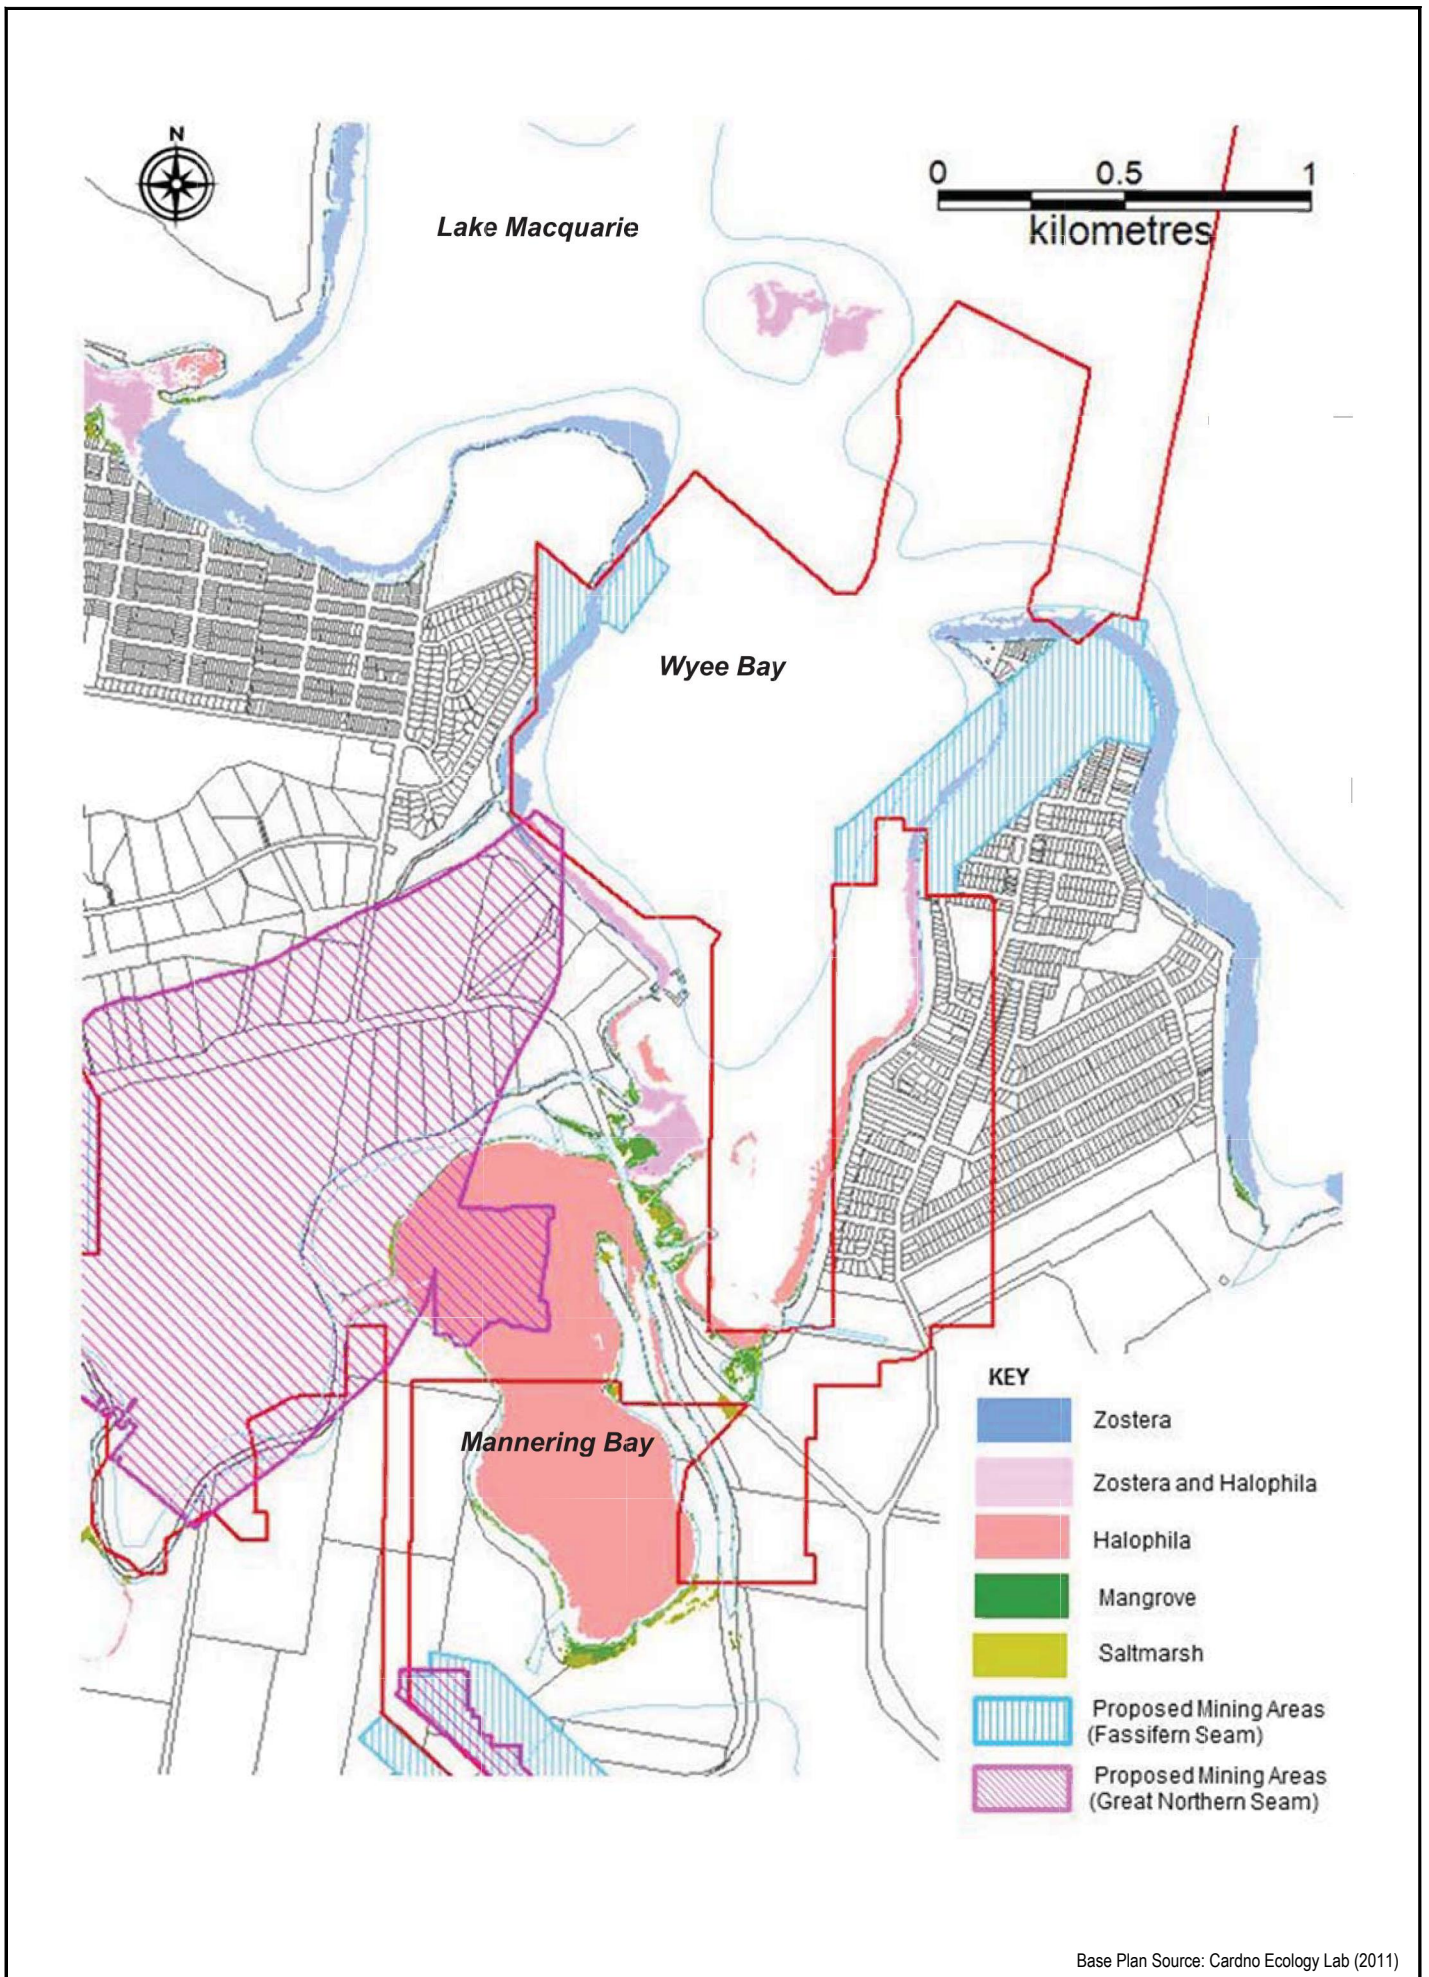 N
0 0.5 1
kilometres
Lake Macquarie
Wyee Bay
Mannering Bay
KEY
Zostera
Zostera and Halophila
Halophila
Mangrove
Saltmarsh
Proposed Mining Areas
(Fassifern Seam)
Proposed Mining Areas
(Great Northern Seam)
Base Plan Source: Cardno Ecology Lab (2011)